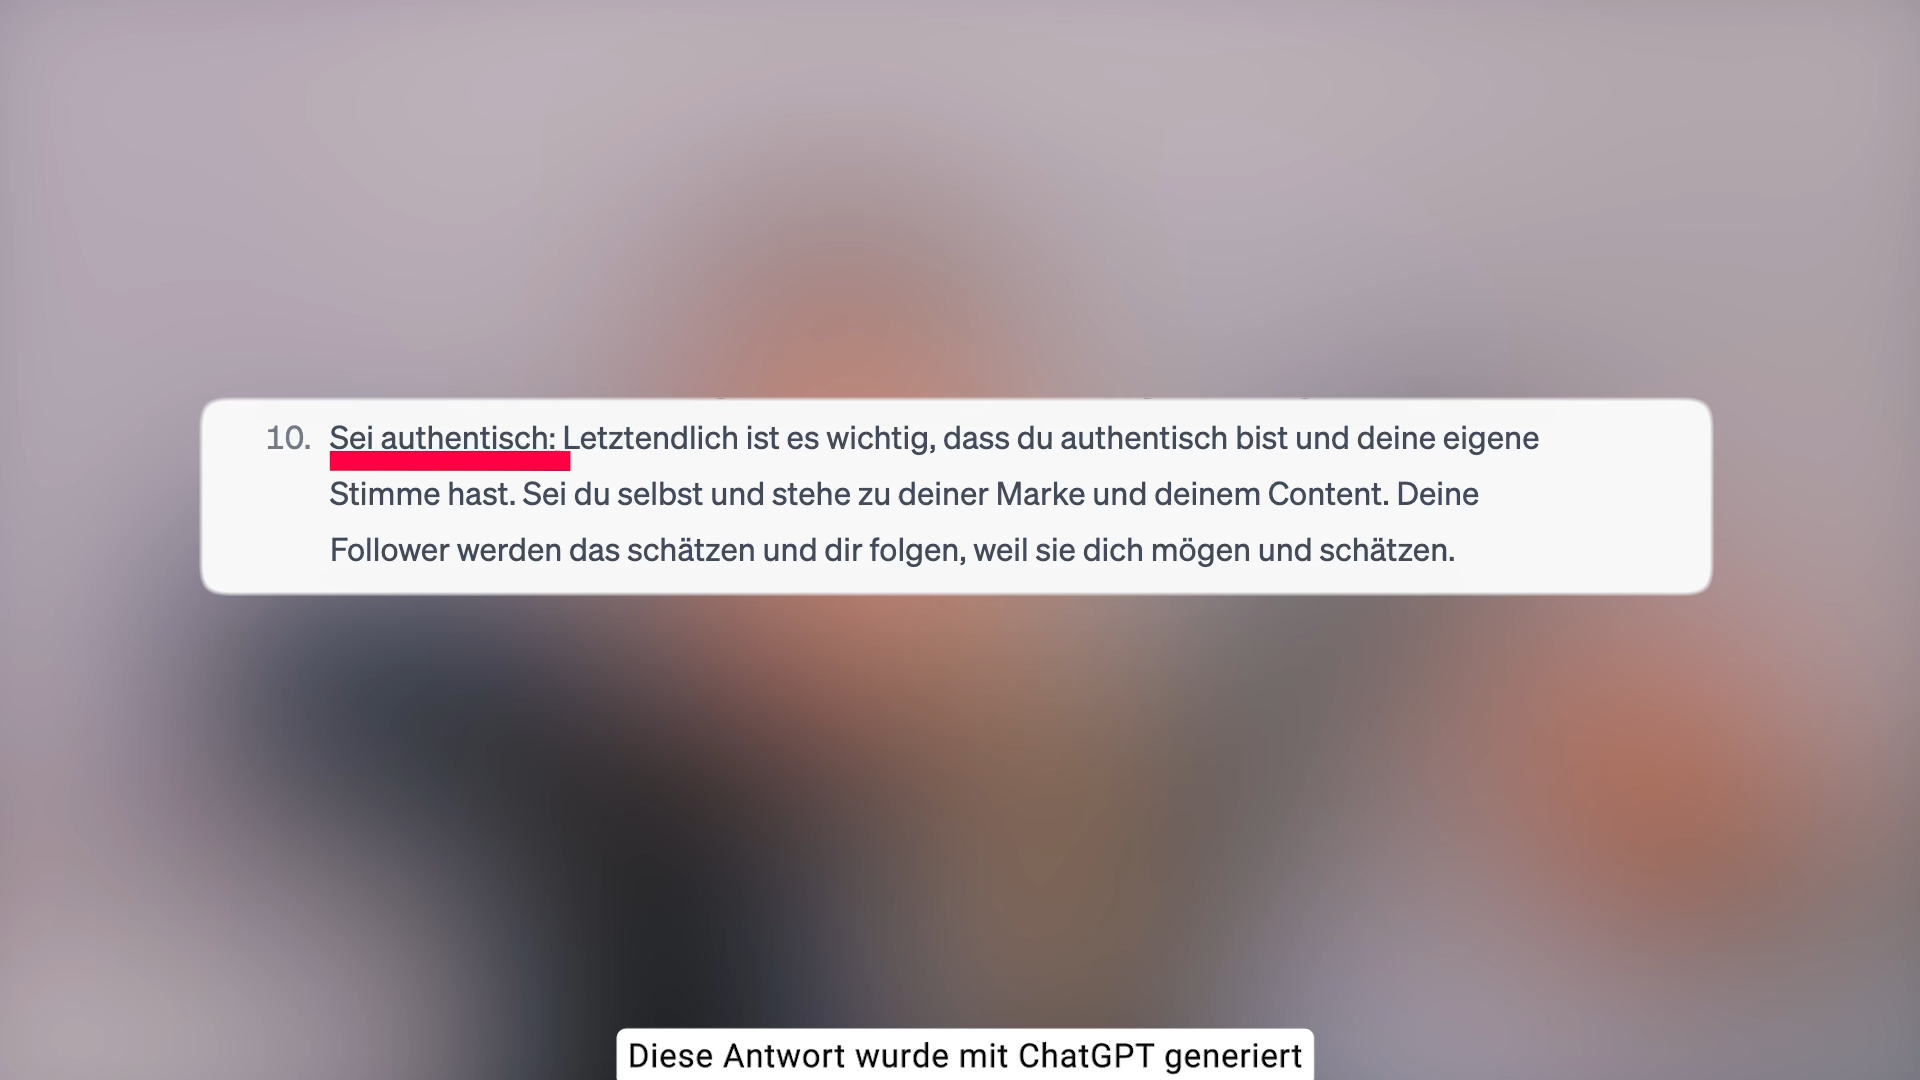 10. Sei authentisch: Letztendlich ist es wichtig, dass du authentisch bist und deine eigene
Stimme hast. Sei du selbst und stehe zu deiner Marke und deinem Content. Deine
Follower werden das schätzen und dir folgen, weil sie dich mögen und schätzen.
Diese Antwort wurde mit ChatGPT generiert